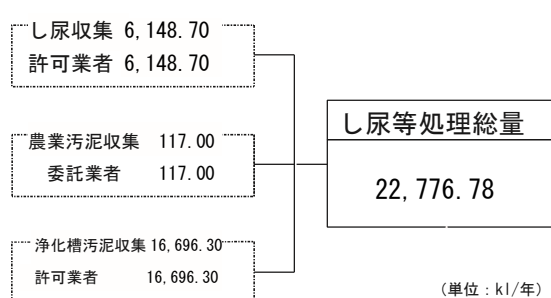 し尿収集 6,148.70
許可業者 6,148.70
農業汚泥収集 117.00
委託業者 117.00
浄化槽汚泥収集 16,696.30
許可業者 16,696.30
し尿等処理総量
22,776.78
(単位：kl/年)